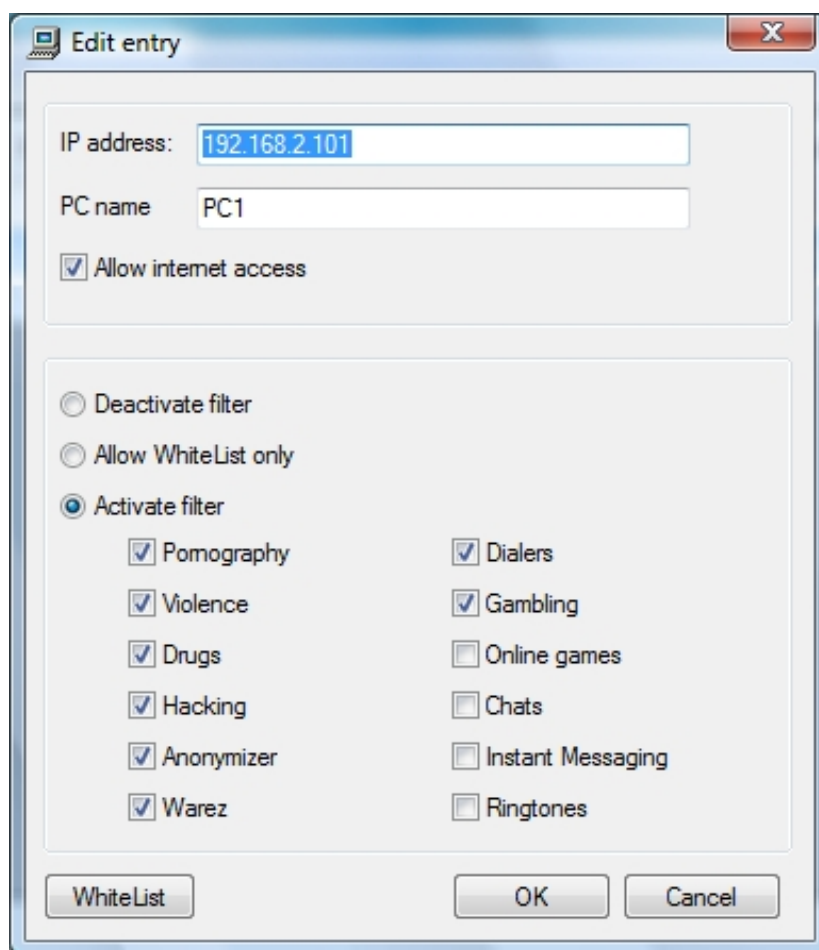 Edit entry
IP address: 192.168.2.101
PC name PC1
Allow internet access
Deactivate filter
Allow WhiteList only
Activate filter
Pornography Dialers
Violence Gambling
Drugs Online games
Hacking Chats
Anonymizer Instant Messaging
Warez Ringtones
WhiteList OK Cancel